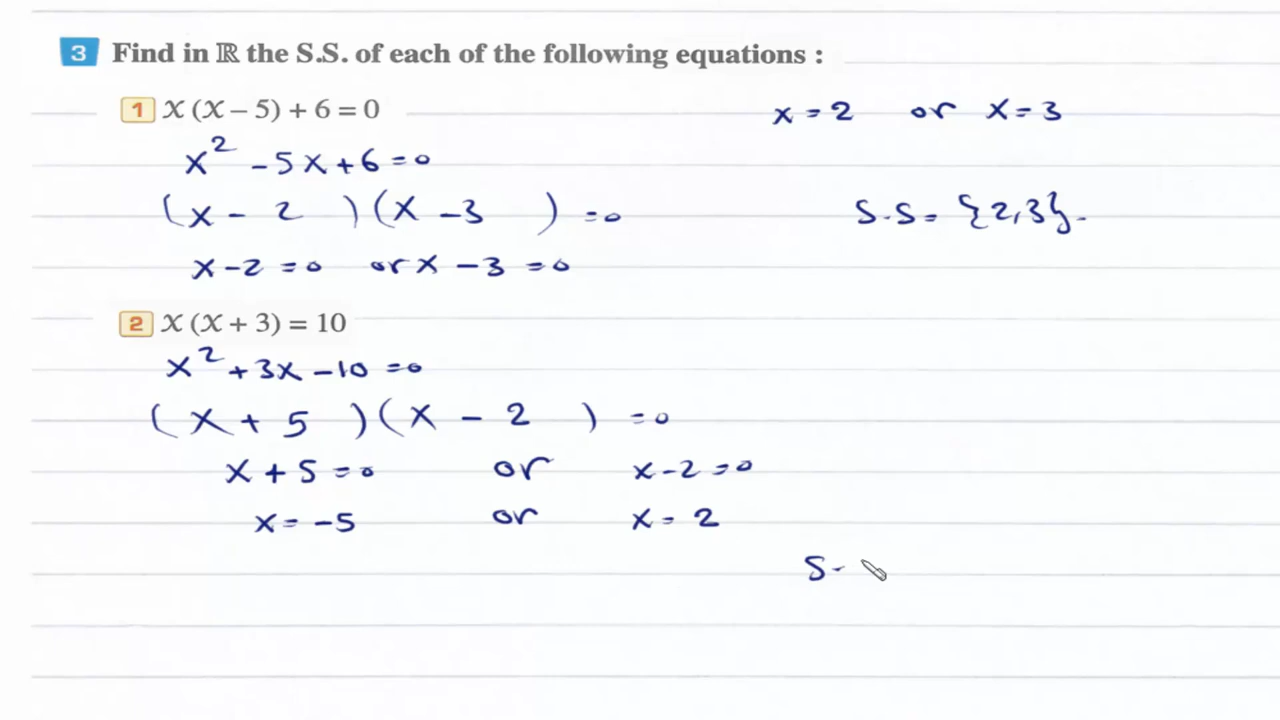 3 Find in ℝ the S.S. of each of the following equations :
1 X (X – 5) + 6 = 0
x² - 5x + 6 = 0
(x - 2 )(x - 3 ) = 0
x - 2 = 0 or x - 3 = 0
x = 2 or x = 3
S.S = {2,3}.
2 X (X + 3) = 10
x² + 3x - 10 = 0
(x + 5 )(x - 2 ) = 0
x + 5 = 0 or x - 2 = 0
x = -5 or x = 2
S.